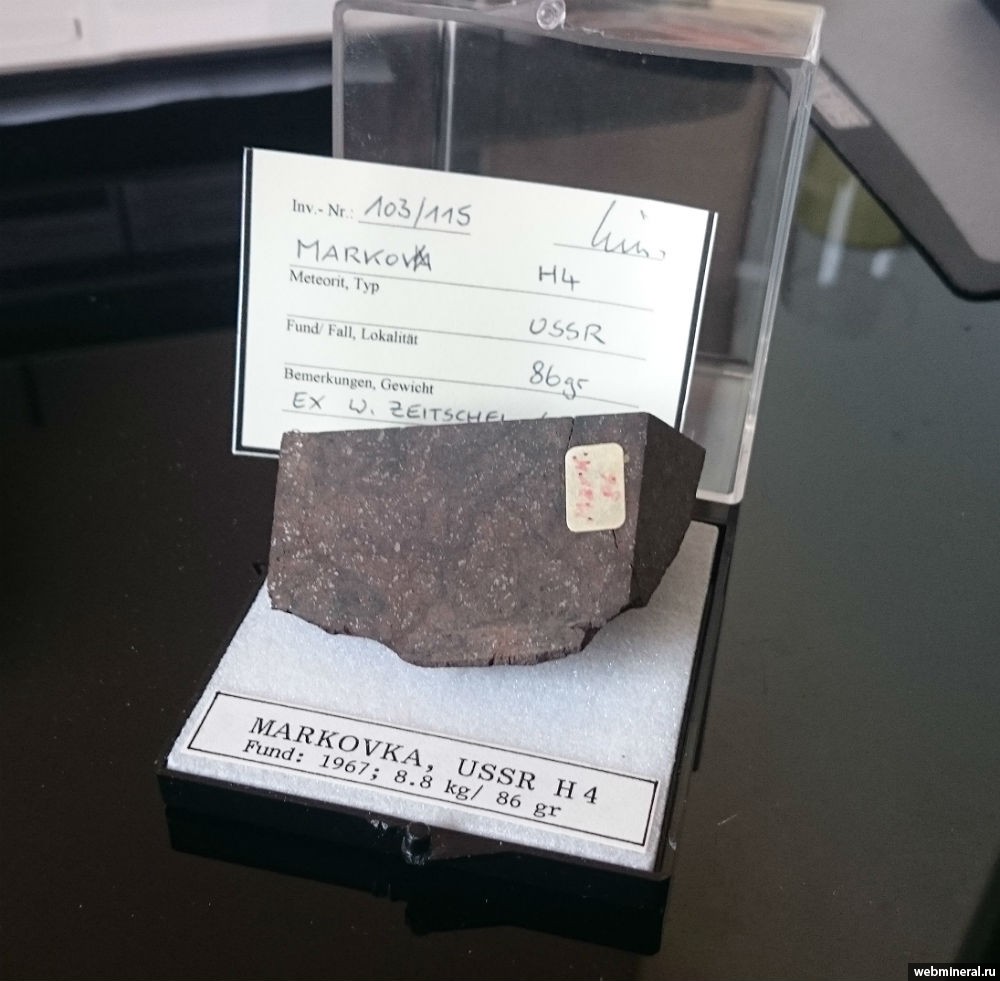 Inv.- Nr.: 103/115
MARKOVA H4
Meteorit, Typ
USSR
Fund/ Fall, Lokalität
86gr
Bemerkungen, Gewicht
EX W. ZEITSCHEL
MARKOVKA, USSR H4
Fund: 1967; 8.8 kg/ 86 gr
webmineral.ru